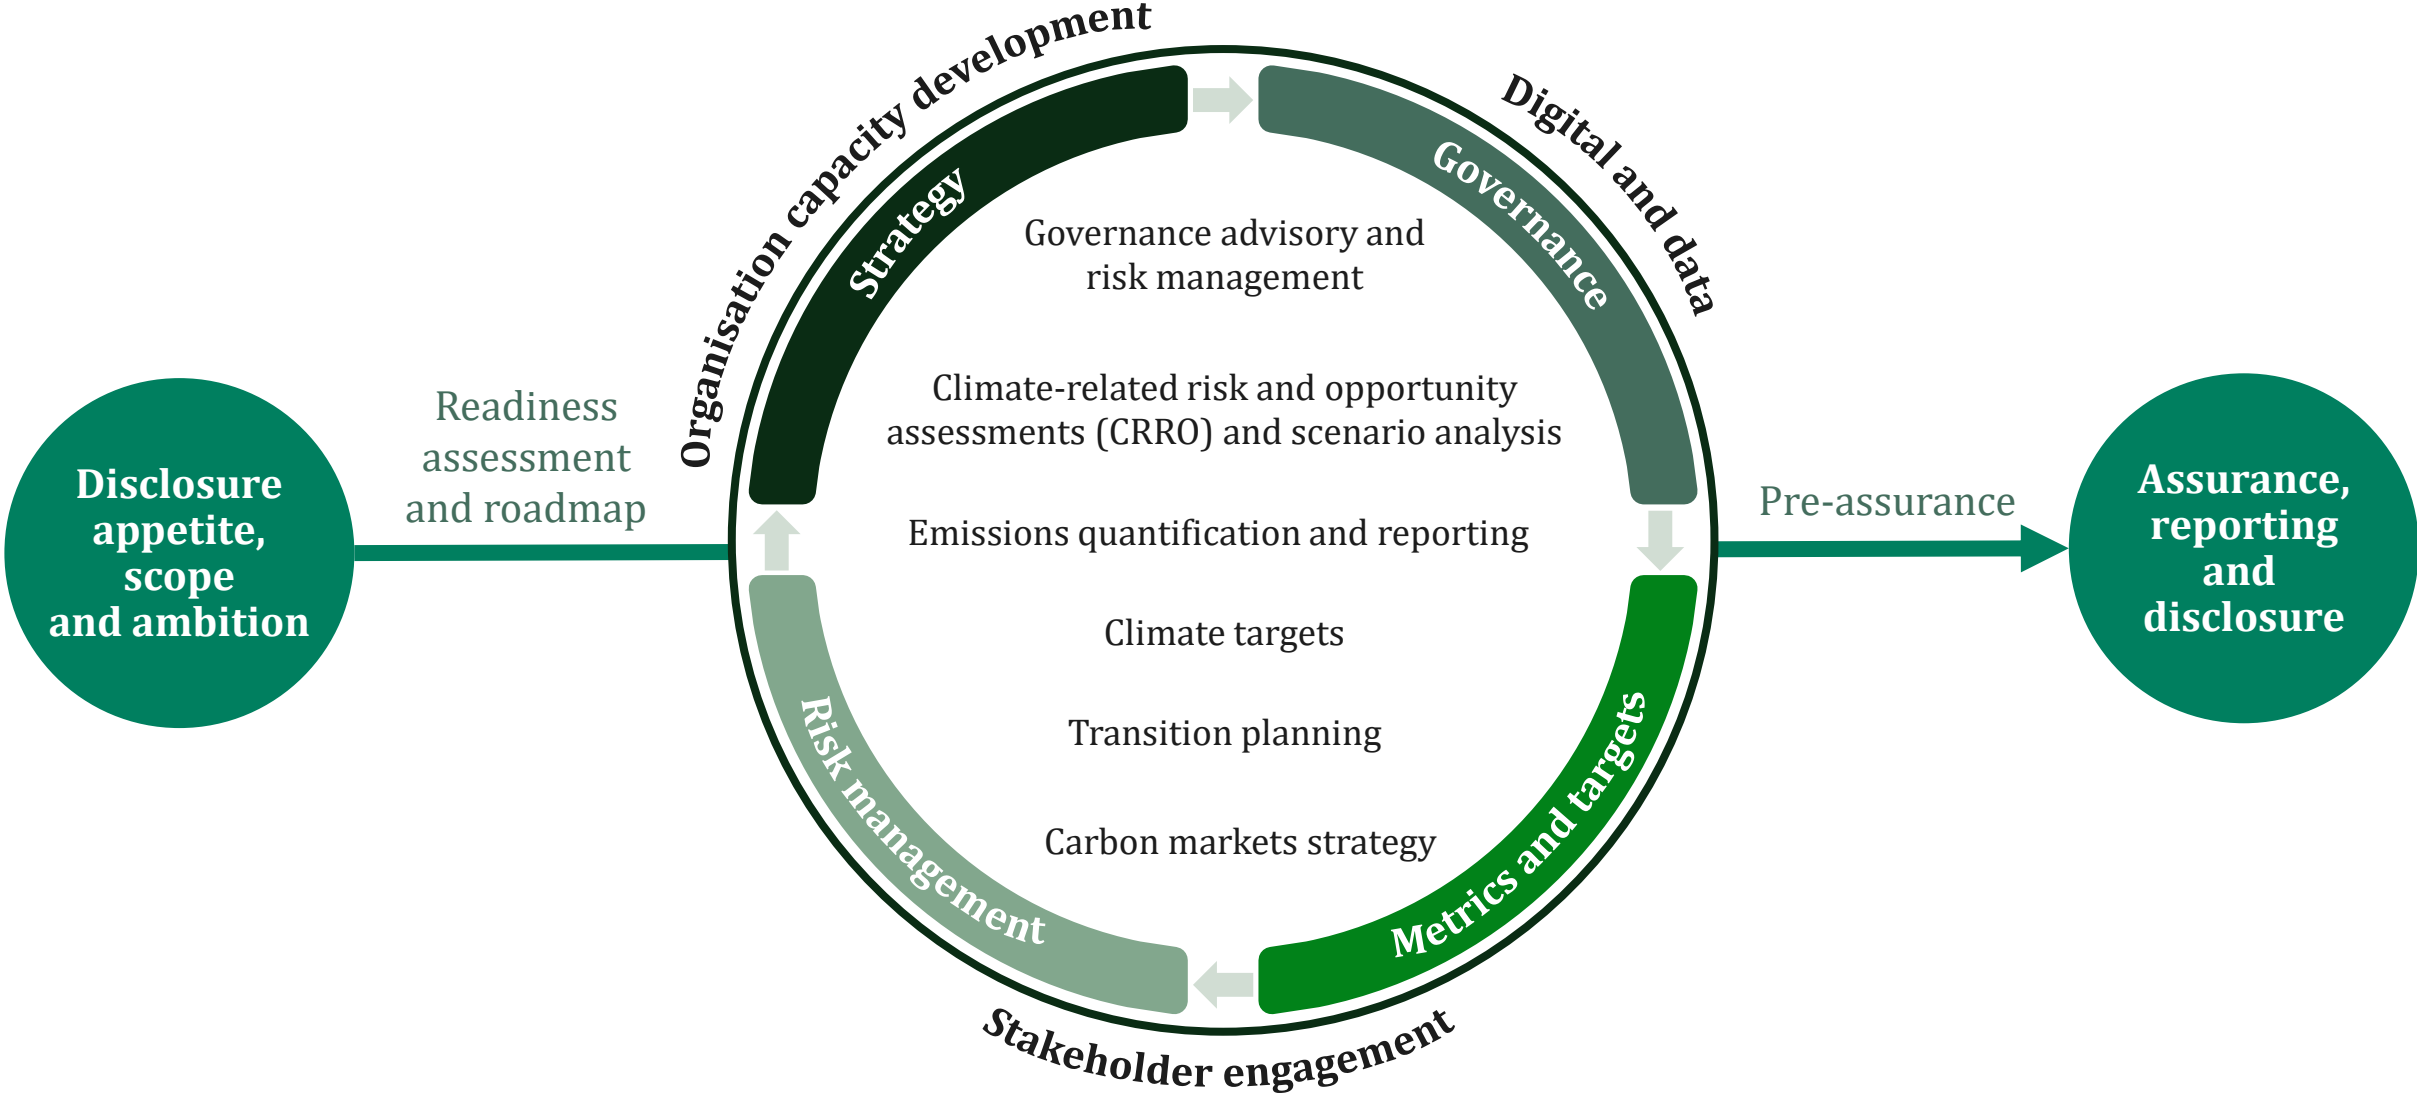 Disclosure
appetite,
scope
and ambition
Readiness
assessment
and roadmap
Organisation capacity development
Digital and data
Stakeholder engagement
Strategy
Governance
Metrics and targets
Risk management
Governance advisory and
risk management
Climate-related risk and opportunity
assessments (CRRO) and scenario analysis
Emissions quantification and reporting
Climate targets
Transition planning
Carbon markets strategy
Pre-assurance
Assurance,
reporting
and
disclosure